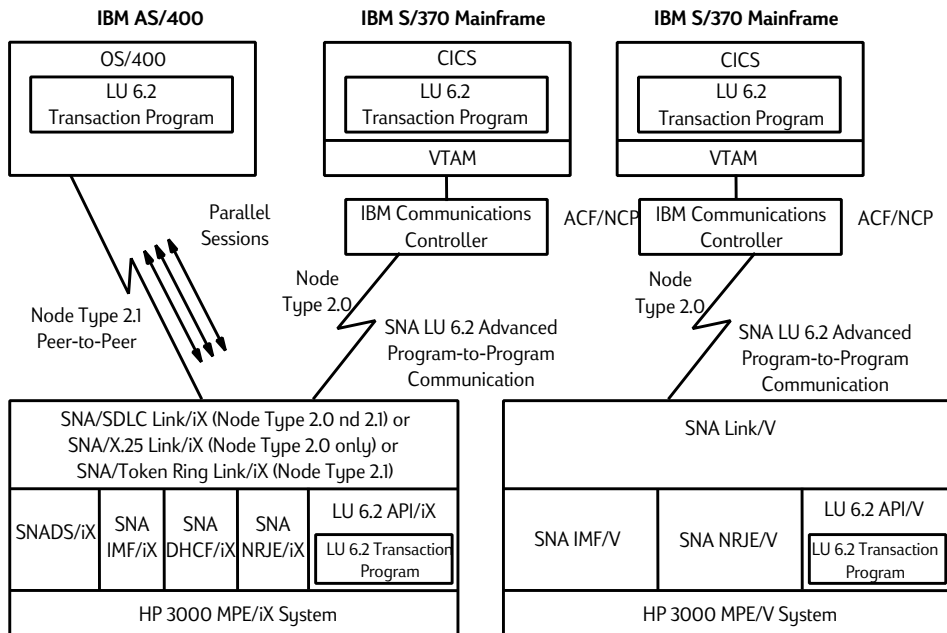 IBM AS/400
IBM S/370 Mainframe
IBM S/370 Mainframe
OS/400
LU 6.2
Transaction Program
CICS
LU 6.2
Transaction Program
VTAM
CICS
LU 6.2
Transaction Program
VTAM
Parallel
Sessions
IBM Communications
Controller
ACF/NCP
IBM Communications
Controller
ACF/NCP
Node Type 2.1
Peer-to-Peer
Node
Type 2.0
SNA LU 6.2 Advanced
Program-to-Program
Communication
Node
Type 2.0
SNA LU 6.2 Advanced
Program-to-Program
Communication
SNA/SDLC Link/iX (Node Type 2.0 nd 2.1) or
SNA/X.25 Link/iX (Node Type 2.0 only) or
SNA/Token Ring Link/iX (Node Type 2.1)
SNADS/iX
SNA
IMF/iX
SNA
DHCF/iX
SNA
NRJE/iX
LU 6.2 API/iX
LU 6.2 Transaction
Program
HP 3000 MPE/iX System
SNA Link/V
SNA IMF/V
SNA NRJE/V
LU 6.2 API/V
LU 6.2 Transaction
Program
HP 3000 MPE/V System